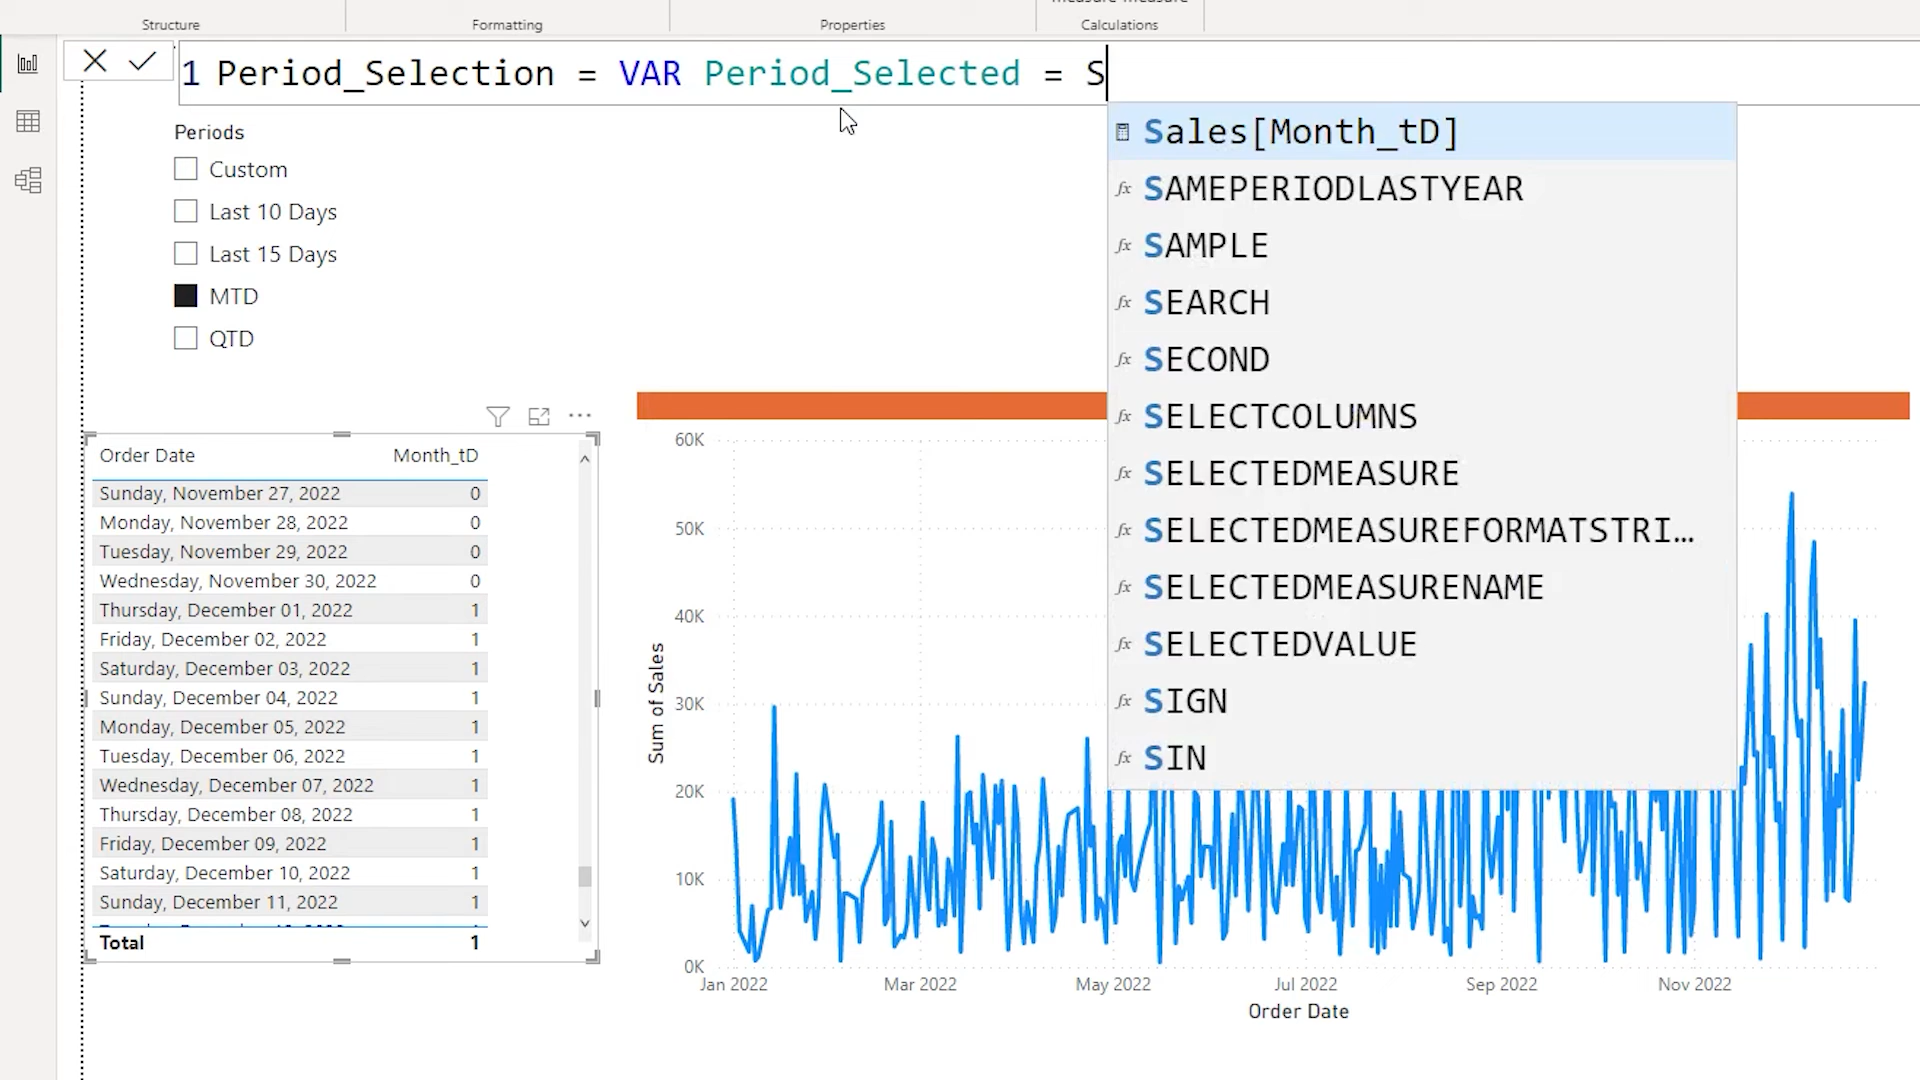 Structure
Formatting
Properties
Calculations
1 Period_Selection = VAR Period_Selected = S
Periods
Custom
Last 10 Days
Last 15 Days
MTD
QTD
Sales[Month_tD]
SAMEPERIODLASTYEAR
SAMPLE
SEARCH
SECOND
SELECTCOLUMNS
SELECTEDMEASURE
SELECTEDMEASUREFORMATSTRI…
SELECTEDMEASURENAME
SELECTEDVALUE
SIGN
SIN
Order Date Month_tD
Sunday, November 27, 2022 0
Monday, November 28, 2022 0
Tuesday, November 29, 2022 0
Wednesday, November 30, 2022 0
Thursday, December 01, 2022 1
Friday, December 02, 2022 1
Saturday, December 03, 2022 1
Sunday, December 04, 2022 1
Monday, December 05, 2022 1
Tuesday, December 06, 2022 1
Wednesday, December 07, 2022 1
Thursday, December 08, 2022 1
Friday, December 09, 2022 1
Saturday, December 10, 2022 1
Sunday, December 11, 2022 1
Total 1
Sum of Sales
60K
50K
40K
30K
20K
10K
0K
Jan 2022 Mar 2022 May 2022 Jul 2022 Sep 2022 Nov 2022
Order Date